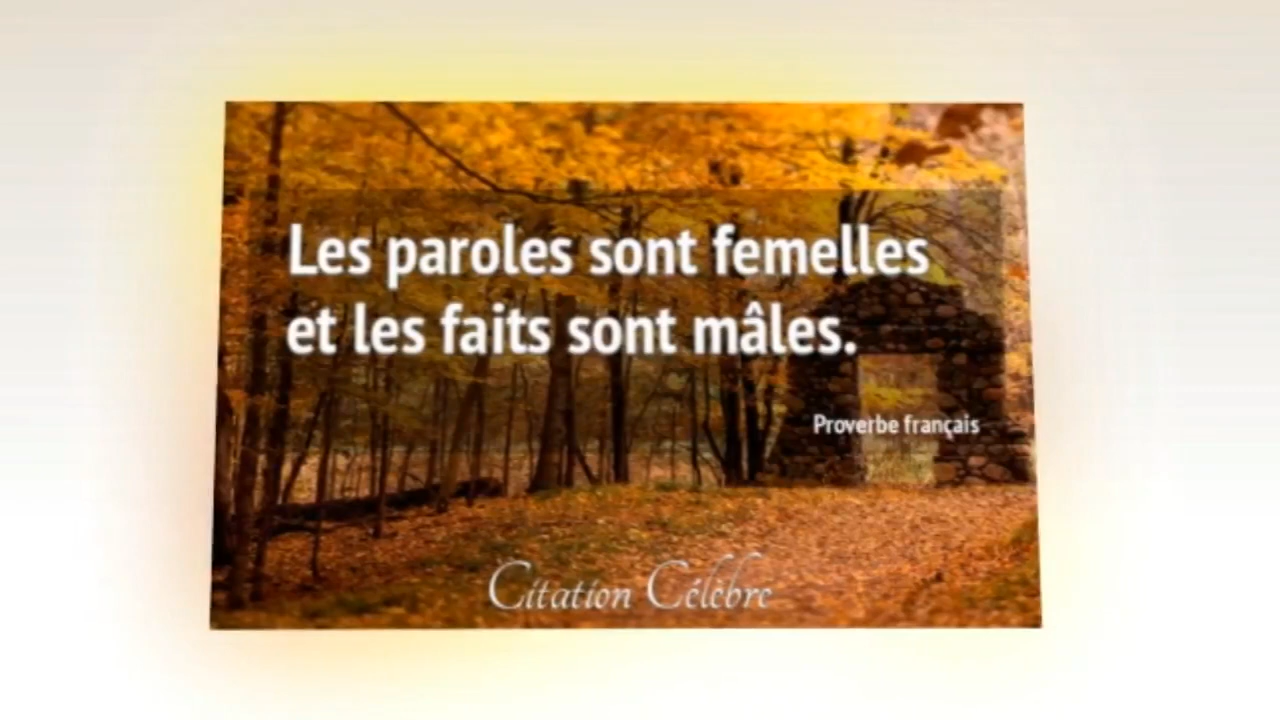 Les paroles sont femelles
et les faits sont mâles.
Proverbe français
Citation Célèbre